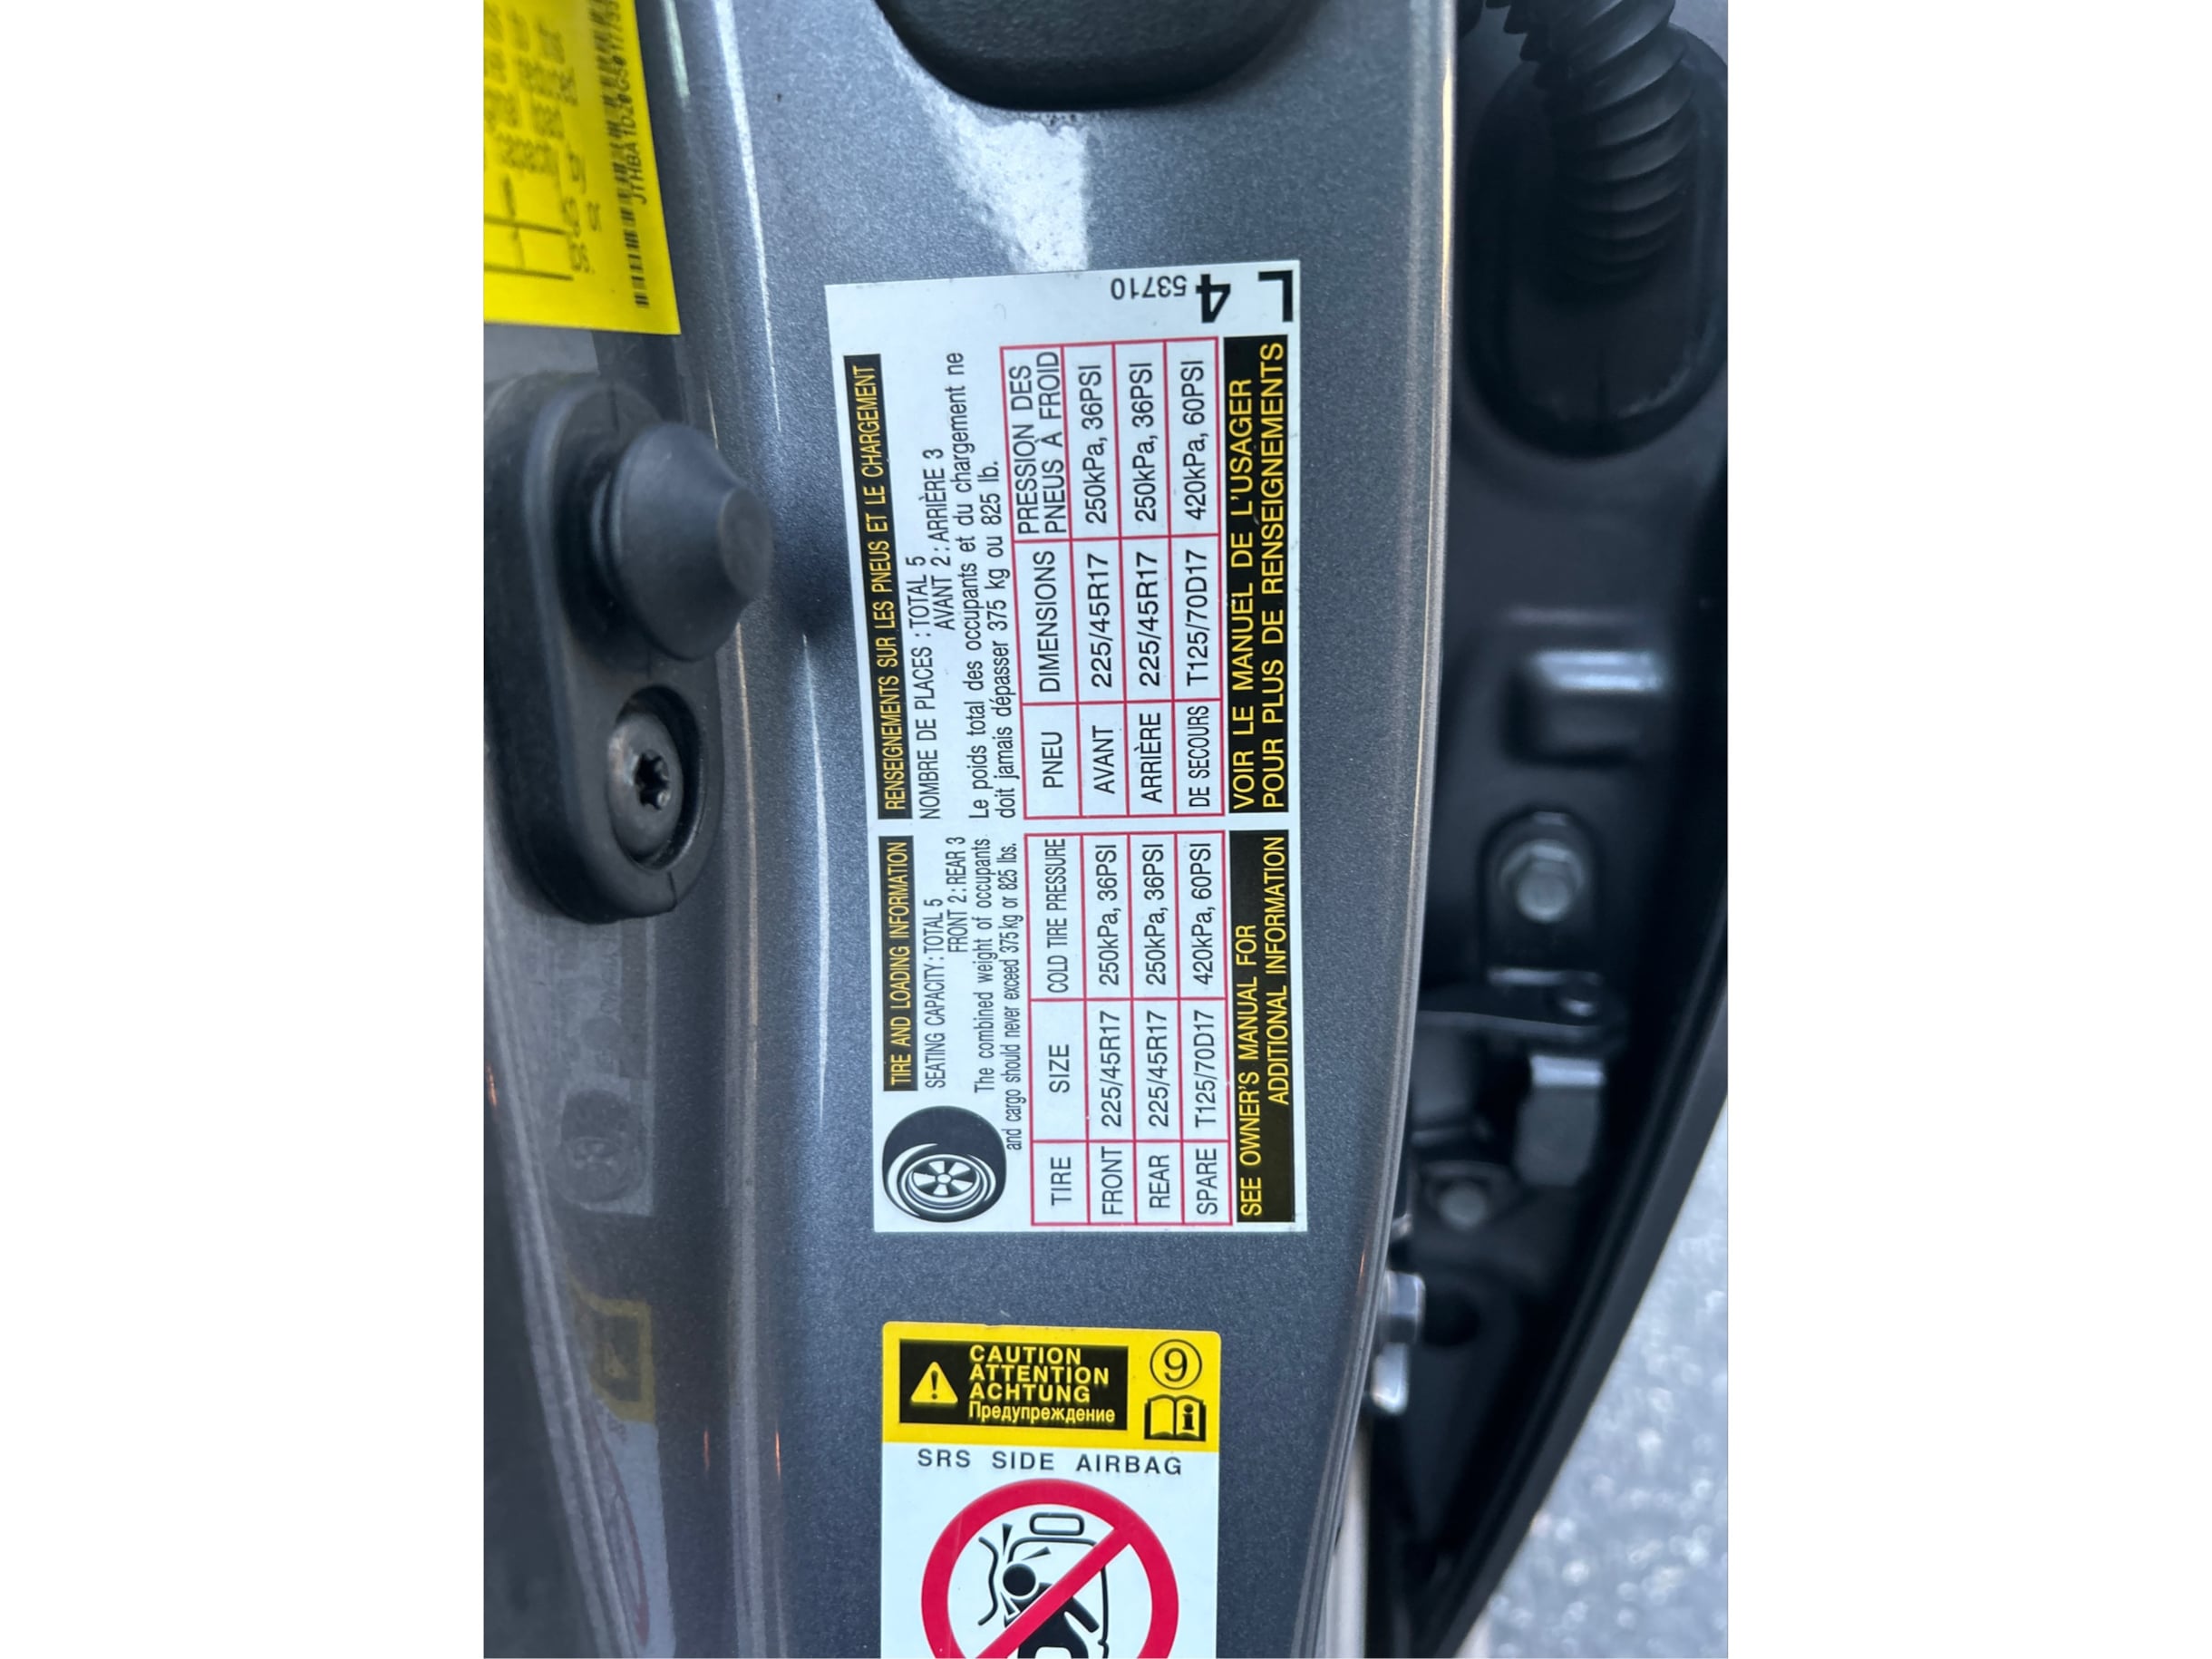 TIRE AND LOADING INFORMATION
SEATING CAPACITY : TOTAL 5
FRONT 2 : REAR 3
The combined weight of occupants
and cargo should never exceed 375 kg or 825 lbs.
TIRE SIZE COLD TIRE PRESSURE
FRONT 225/45R17 250kPa, 36PSI
REAR 225/45R17 250kPa, 36PSI
SPARE T125/70D17 420kPa, 60PSI
SEE OWNER'S MANUAL FOR
ADDITIONAL INFORMATION
RENSEIGNEMENTS SUR LES PNEUS ET LE CHARGEMENT
NOMBRE DE PLACES : TOTAL 5
AVANT 2 : ARRIÈRE 3
Le poids total des occupants et du chargement ne
doit jamais dépasser 375 kg ou 825 lb.
PNEU DIMENSIONS PRESSION DES
PNEUS À FROID
AVANT 225/45R17 250kPa, 36PSI
ARRIÈRE 225/45R17 250kPa, 36PSI
DE SECOURS T125/70D17 420kPa, 60PSI
VOIR LE MANUEL DE L'USAGER
POUR PLUS DE RENSEIGNEMENTS
53710
4
L
CAUTION
ATTENTION
ACHTUNG
Предупреждение
9
i
SRS SIDE AIRBAG